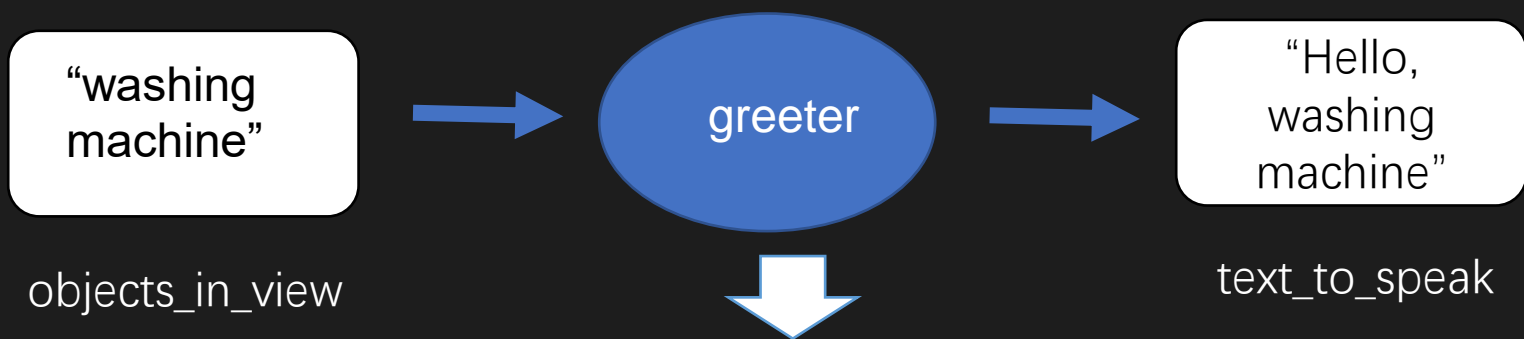 “washing
machine”
objects_in_view
greeter
“Hello,
washing
machine”
text_to_speak